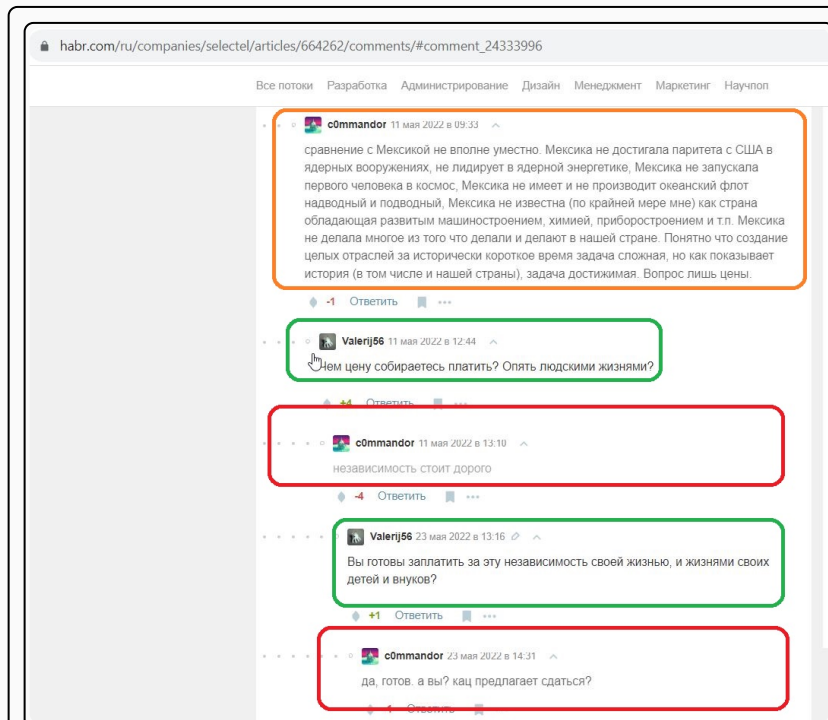 habr.com/ru/companies/selectel/articles/664262/comments/#comment_24333996
Все потоки Разработка Администрирование Дизайн Менеджмент Маркетинг Научпоп
c0mmandor 11 мая 2022 в 09:33
сравнение с Мексикой не вполне уместно. Мексика не достигала паритета с США в
ядерных вооружениях, не лидирует в ядерной энергетике, Мексика не запускала
первого человека в космос, Мексика не имеет и не производит океанский флот
надводный и подводный, Мексика не известна (по крайней мере мне) как страна
обладающая развитым машиностроением, химией, приборостроением и т.п. Мексика
не делала многое из того что делали и делают в нашей стране. Понятно что создание
целых отраслей за исторически короткое время задача сложная, но как показывает
история (в том числе и нашей страны), задача достижимая. Вопрос лишь цены.
-1 Ответить
Valerij56 11 мая 2022 в 12:44
Чем цену собираетесь платить? Опять людскими жизнями?
+4 Ответить
c0mmandor 11 мая 2022 в 13:10
независимость стоит дорого
-4 Ответить
Valerij56 23 мая 2022 в 13:16
Вы готовы заплатить за эту независимость своей жизнью, и жизнями своих
детей и внуков?
+1 Ответить
c0mmandor 23 мая 2022 в 14:31
да, готов. а вы? кац предлагает сдаться?
-1 Ответить